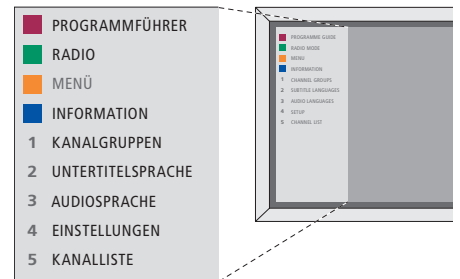 PROGRAMMFÜHRER
RADIO
MENÜ
INFORMATION
1 KANALGRUPPEN
2 UNTERTITELSPRACHE
3 AUDIOSPRACHE
4 EINSTELLUNGEN
5 KANALLISTE
PROGRAMME GUIDE
RADIO MODE
MENU
INFORMATION
1 CHANNEL GROUPS
2 SUBTITLE LANGUAGES
3 AUDIO LANGUAGES
4 SETUP
5 CHANNEL LIST